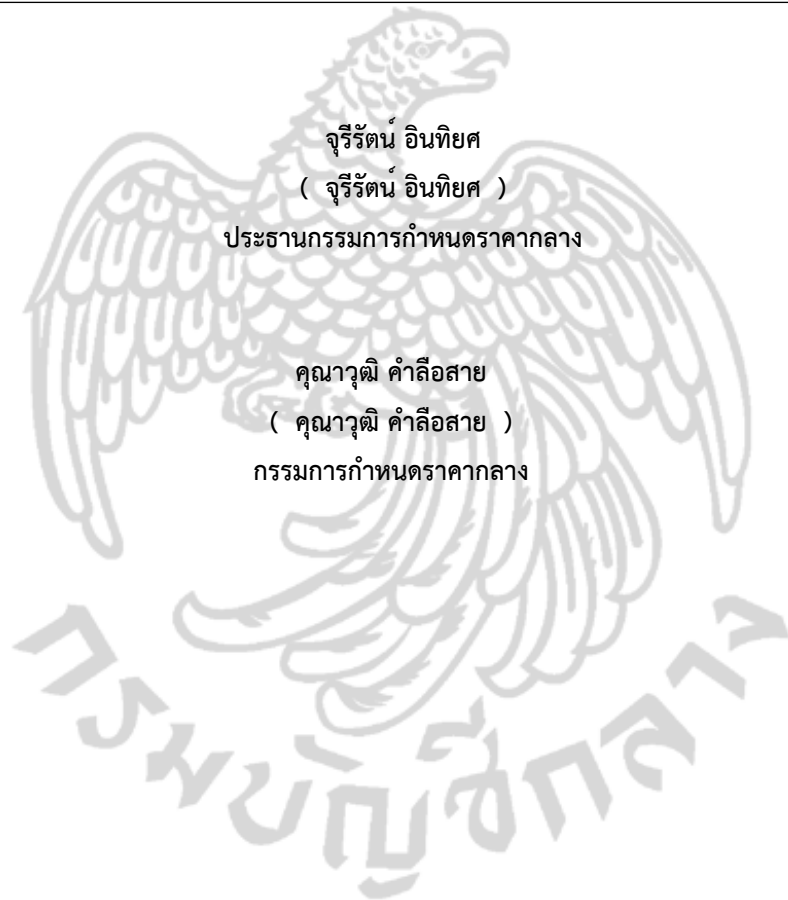 จุรีรัตน์ อินทิยศ
( จุรีรัตน์ อินทิยศ )
ประธานกรรมการกำหนดราคากลาง
คุณาวุฒิ คำลือสาย
( คุณาวุฒิ คำลือสาย )
กรรมการกำหนดราคากลาง
กรมบัญชีกลาง